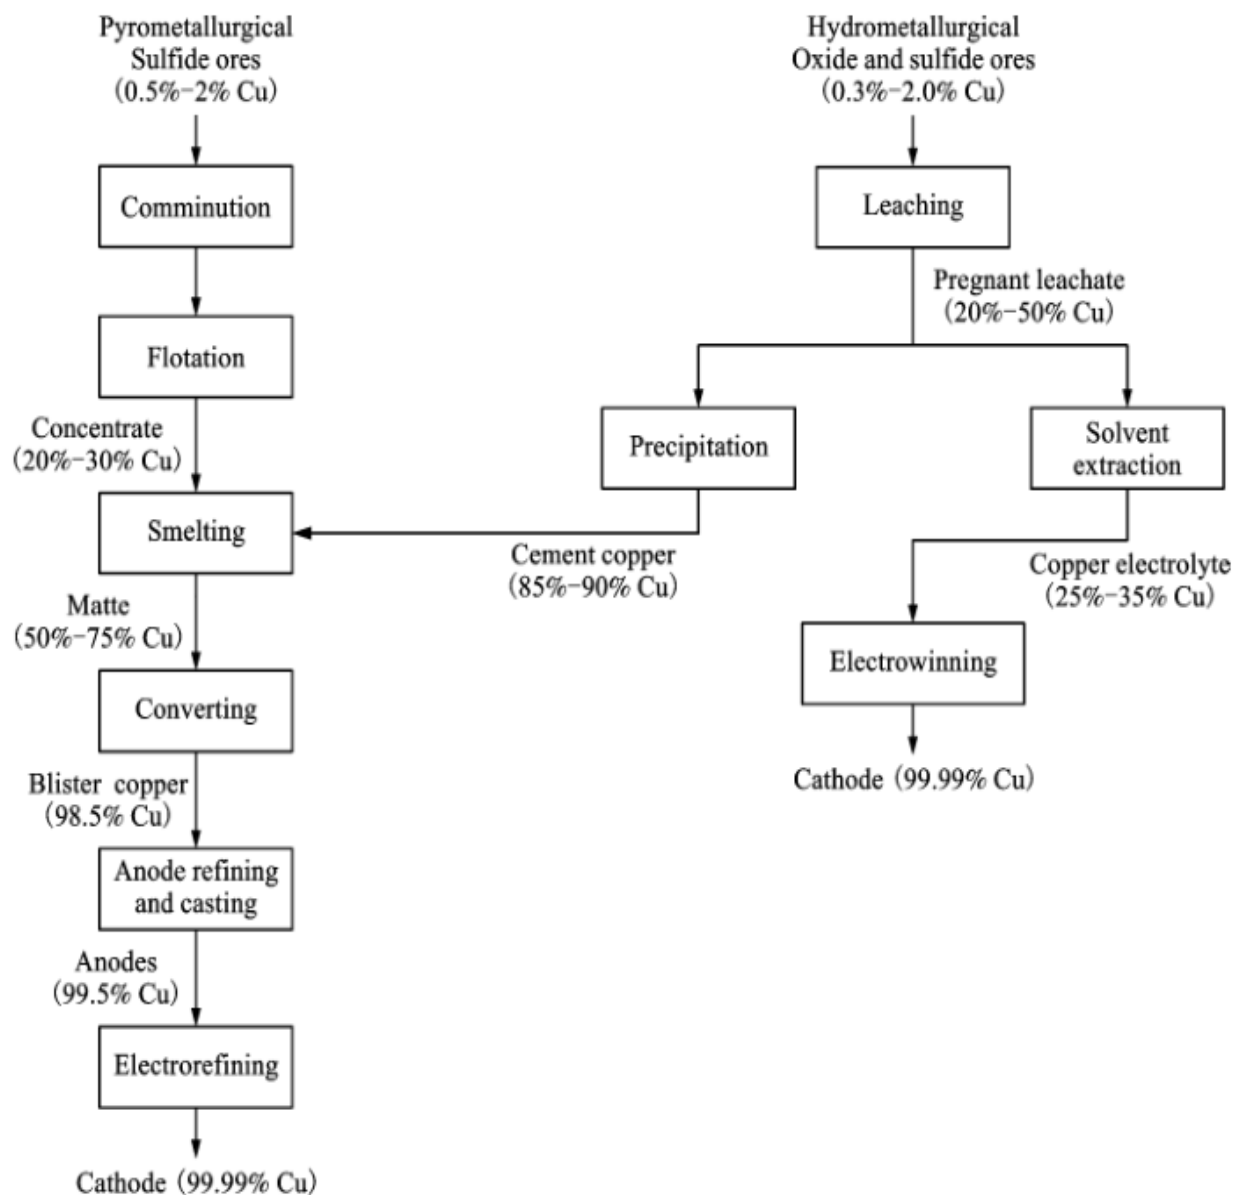 Pyrometallurgical
Sulfide ores
(0.5%-2% Cu)
Comminution
Flotation
Concentrate
(20%-30% Cu)
Smelting
Matte
(50%-75% Cu)
Converting
Blister copper
(98.5% Cu)
Anode refining
and casting
Anodes
(99.5% Cu)
Electrorefining
Cathode (99.99% Cu)
Hydrometallurgical
Oxide and sulfide ores
(0.3%-2.0% Cu)
Leaching
Pregnant leachate
(20%-50% Cu)
Precipitation
Cement copper
(85%-90% Cu)
Solvent
extraction
Copper electrolyte
(25%-35% Cu)
Electrowinning
Cathode (99.99% Cu)